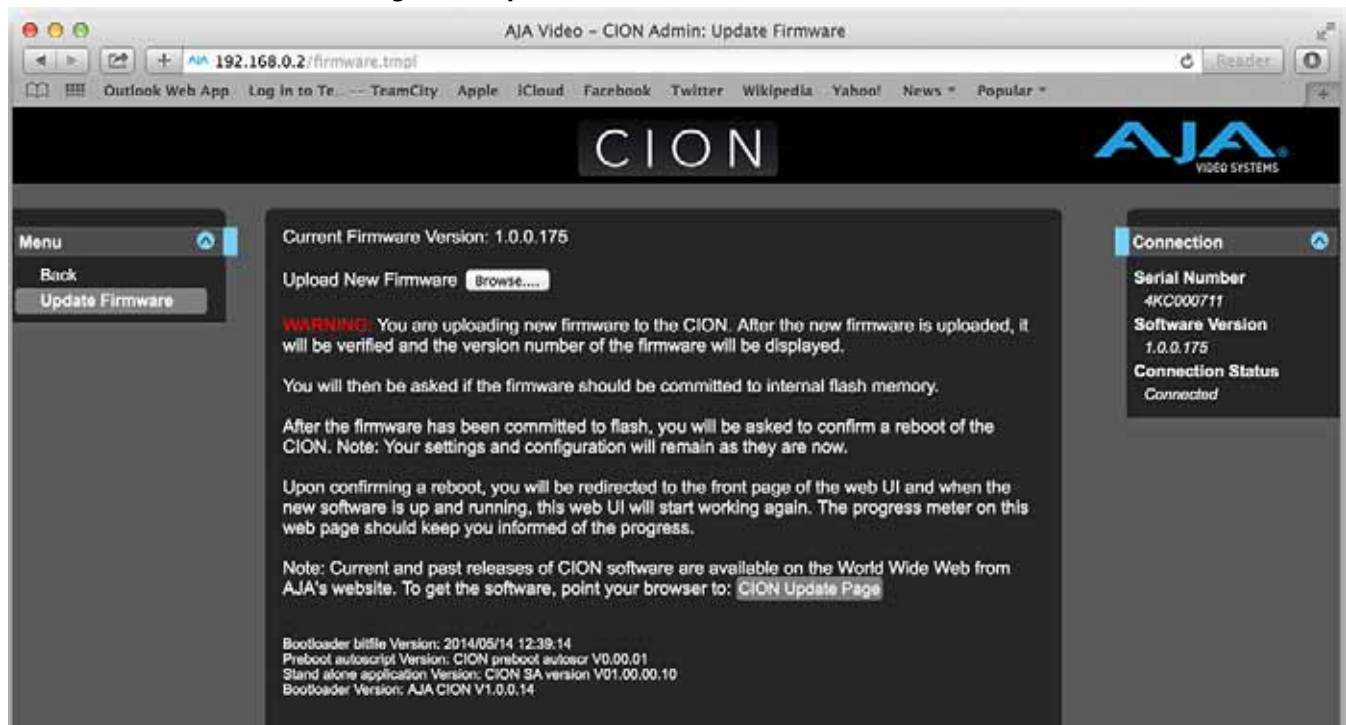 AJA Video – CION Admin: Update Firmware
AJA 192.168.0.2/firmware.tmpl
Reader
Outlook Web App Log in to Te... -- TeamCity Apple iCloud Facebook Twitter Wikipedia Yahoo! News Popular
CION
AJA
VIDEO SYSTEMS
Menu
Back
Update Firmware
Current Firmware Version: 1.0.0.175
Upload New Firmware Browse....
WARNING: You are uploading new firmware to the CION. After the new firmware is uploaded, it
will be verified and the version number of the firmware will be displayed.
You will then be asked if the firmware should be committed to internal flash memory.
After the firmware has been committed to flash, you will be asked to confirm a reboot of the
CION. Note: Your settings and configuration will remain as they are now.
Upon confirming a reboot, you will be redirected to the front page of the web UI and when the
new software is up and running, this web UI will start working again. The progress meter on this
web page should keep you informed of the progress.
Note: Current and past releases of CION software are available on the World Wide Web from
AJA's website. To get the software, point your browser to: CION Update Page
Bootloader bitfile Version: 2014/05/14 12:39:14
Preboot autoscript Version: CION preboot autoscr V0.00.01
Stand alone application Version: CION SA version V01.00.00.10
Bootloader Version: AJA CION V1.0.0.14
Connection
Serial Number
4KC000711
Software Version
1.0.0.175
Connection Status
Connected